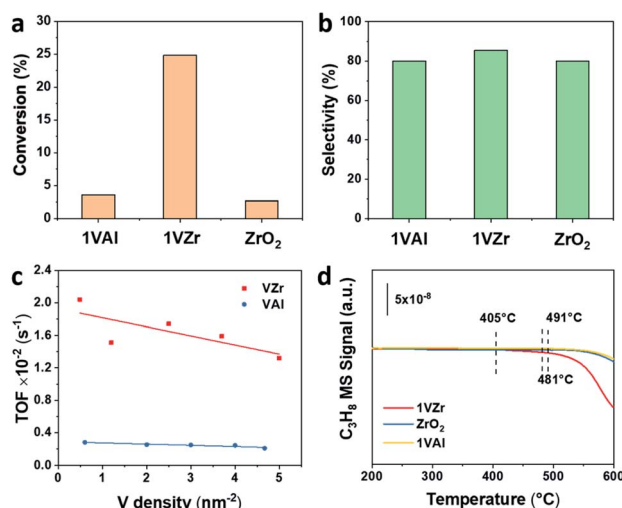 a
30
25
20
15
10
5
0
Conversion (%)
1VAl
1VZr
ZrO₂
b
100
80
60
40
20
0
Selectivity (%)
1VAl
1VZr
ZrO₂
c
2.4
2.0
1.6
1.2
0.8
0.4
0.0
TOF ×10⁻² (s⁻¹)
VZr
VAl
0
1
2
3
4
5
V density (nm⁻²)
d
5x10⁻⁸
405°C
491°C
481°C
C₃H₈ MS Signal (a.u.)
1VZr
ZrO₂
1VAl
200
300
400
500
600
Temperature (°C)